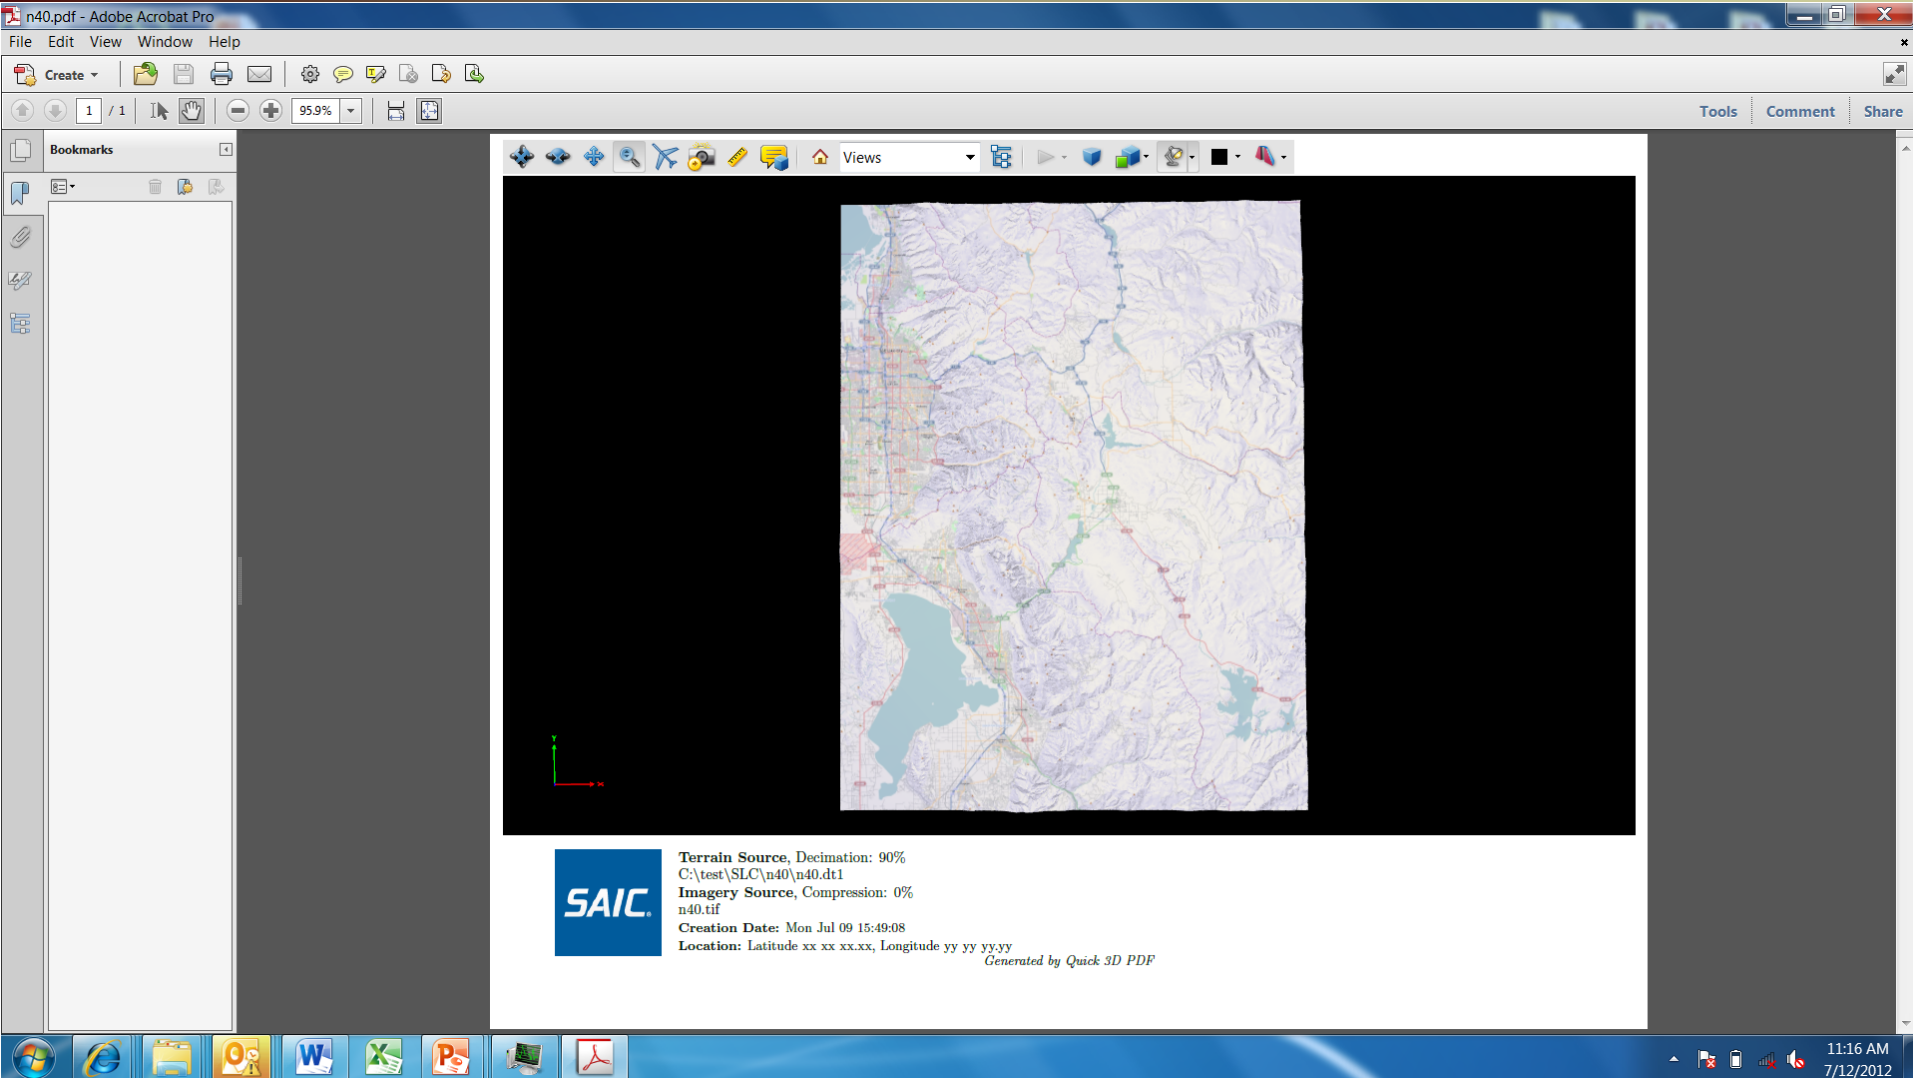 n40.pdf - Adobe Acrobat Pro
File Edit View Window Help
Create
1 / 1 95.9% Tools Comment Share
Bookmarks
Views
Y
SAIC
Terrain Source, Decimation: 90%
C:\test\SLC\n40\n40.dt1
Imagery Source, Compression: 0%
n40.tif
Creation Date: Mon Jul 09 15:49:08
Location: Latitude xx xx xx.xx, Longitude yy yy yy.yy
Generated by Quick 3D PDF
11:16 AM
7/12/2012